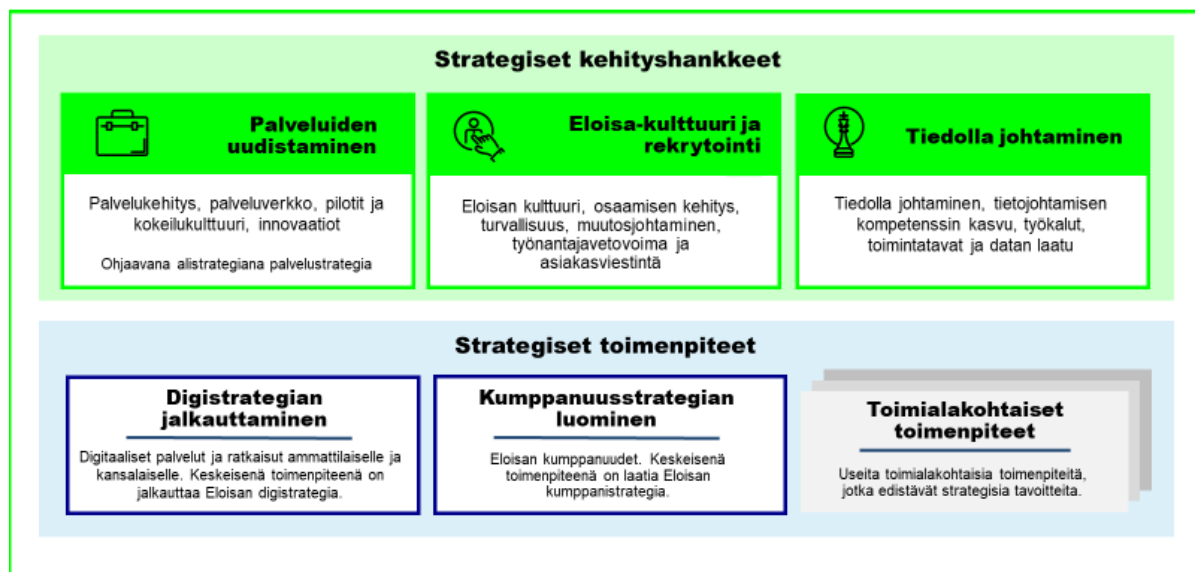 Strategiset kehityshankkeet
Palveluiden
uudistaminen
Palvelukehitys, palveluverkko, pilotit ja
kokeilukulttuuri, innovaatiot
Ohjaavana alistrategiana palvelustrategia
Eloisa-kulttuuri ja
rekrytointi
Eloisan kulttuuri, osaamisen kehitys,
turvallisuus, muutosjohtaminen,
työnantajavetovoima ja
asiakasviestintä
Tiedolla johtaminen
Tiedolla johtaminen, tietojohtamisen
kompetenssin kasvu, työkalut,
toimintatavat ja datan laatu
Strategiset toimenpiteet
Digistrategian
jalkauttaminen
Digitaaliset palvelut ja ratkaisut ammattilaiselle ja
kansalaiselle. Keskeisenä toimenpiteenä on
jalkauttaa Eloisan digistrategia.
Kumppanuusstrategian
luominen
Eloisan kumppanuudet. Keskeisenä
toimenpiteenä on laatia Eloisan
kumppanistrategia.
Toimialakohtaiset
toimenpiteet
Useita toimialakohtaisia toimenpiteitä,
jotka edistävät strategisia tavoitteita.